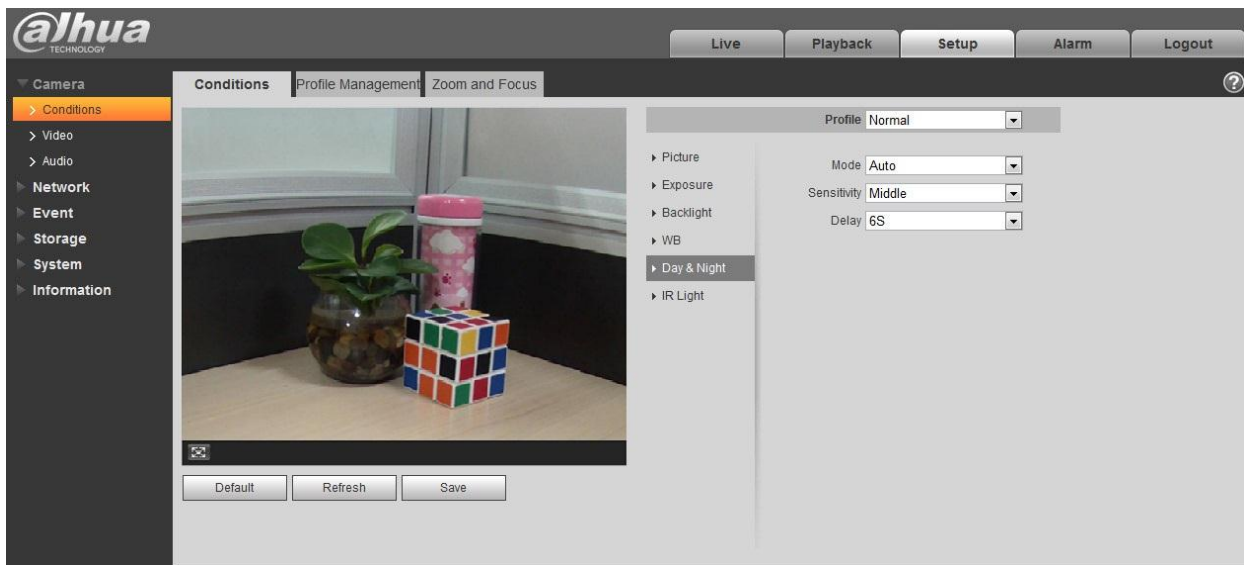 alhua
TECHNOLOGY
Live
Playback
Setup
Alarm
Logout
Camera
Conditions
Video
Audio
Network
Event
Storage
System
Information
Conditions
Profile Management
Zoom and Focus
?
Profile Normal
Picture
Exposure
Backlight
WB
Day & Night
IR Light
Mode Auto
Sensitivity Middle
Delay 6S
Default
Refresh
Save